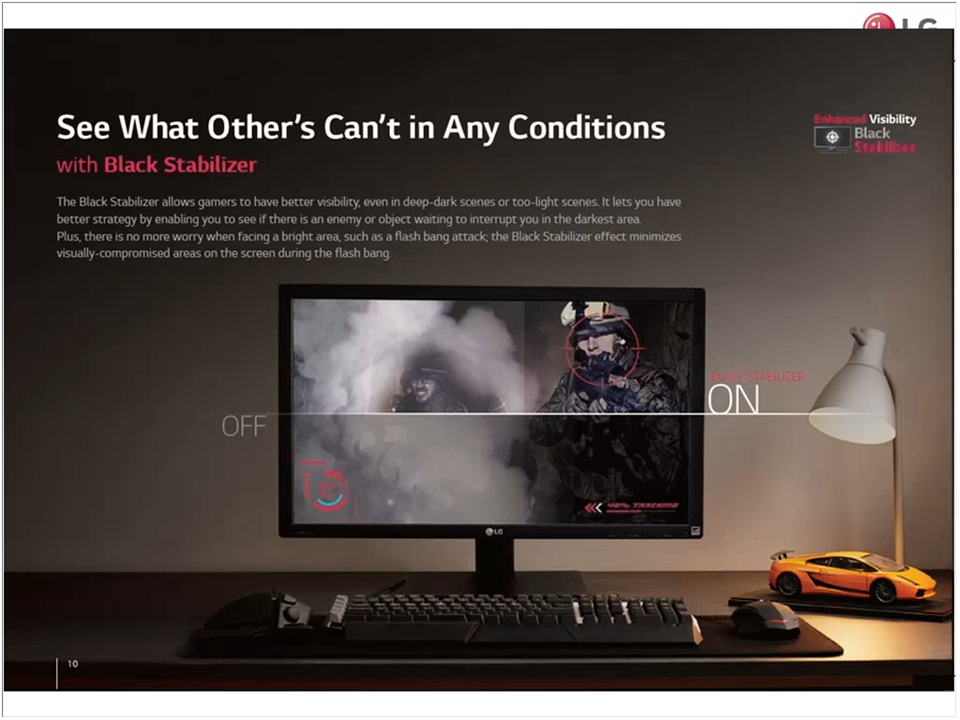 LG
See What Other's Can't in Any Conditions
with Black Stabilizer
Enhanced Visibility
Black
Stabilizer
The Black Stabilizer allows gamers to have better visibility, even in deep-dark scenes or too-light scenes. It lets you have
better strategy by enabling you to see if there is an enemy or object waiting to interrupt you in the darkest area.
Plus, there is no more worry when facing a bright area, such as a flash bang attack; the Black Stabilizer effect minimizes
visually-compromised areas on the screen during the flash bang.
BLACK STABILIZER
ON
OFF
46% TRACKING
LG
10